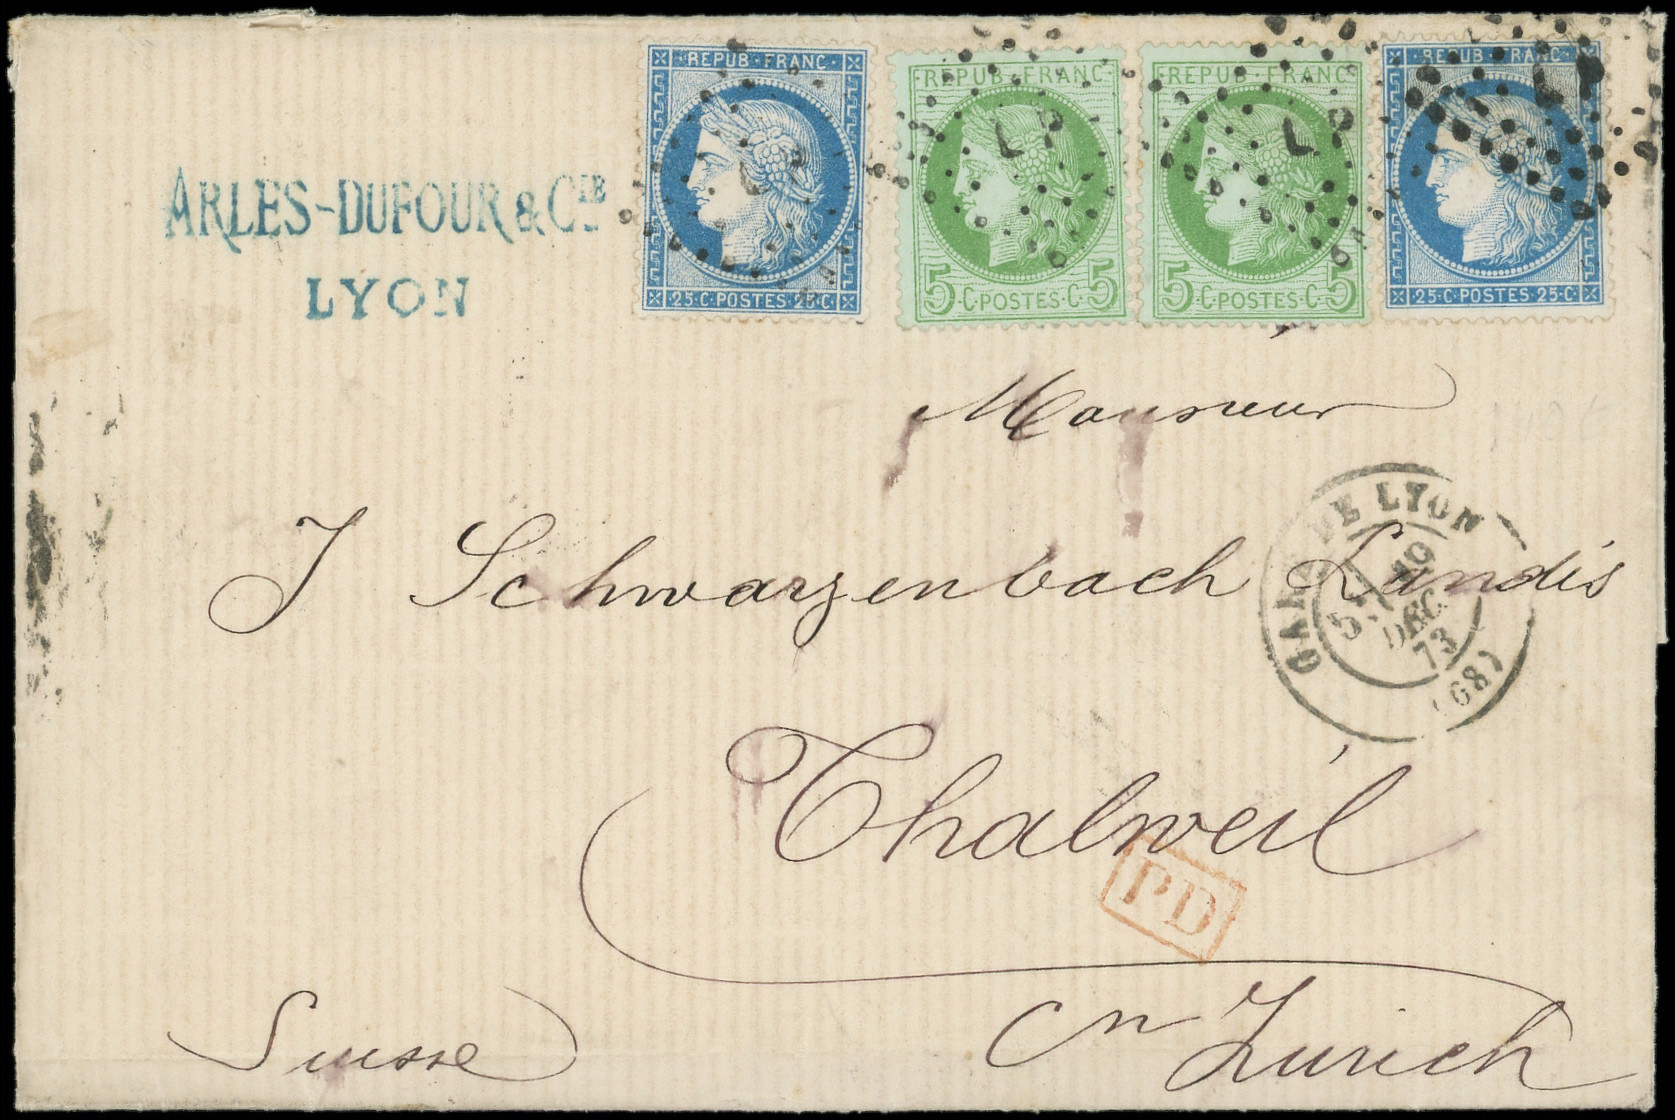 ARLES-DUFOUR & CIE
LYON
REPUB·FRANC·
25·C·POSTES·25·C
·REPUB·FRANC·
5·C·POSTES·C·5
·REPUB·FRANC·
5·C·POSTES·C·5
REPUB·FRANC·
25·C·POSTES·25·C·
Monsieur
J Schwarzenbach Landis
GARE DE LYON
5E
10
DEC
73
(68)
Thalweil
PD
Cn Zurich
Suisse